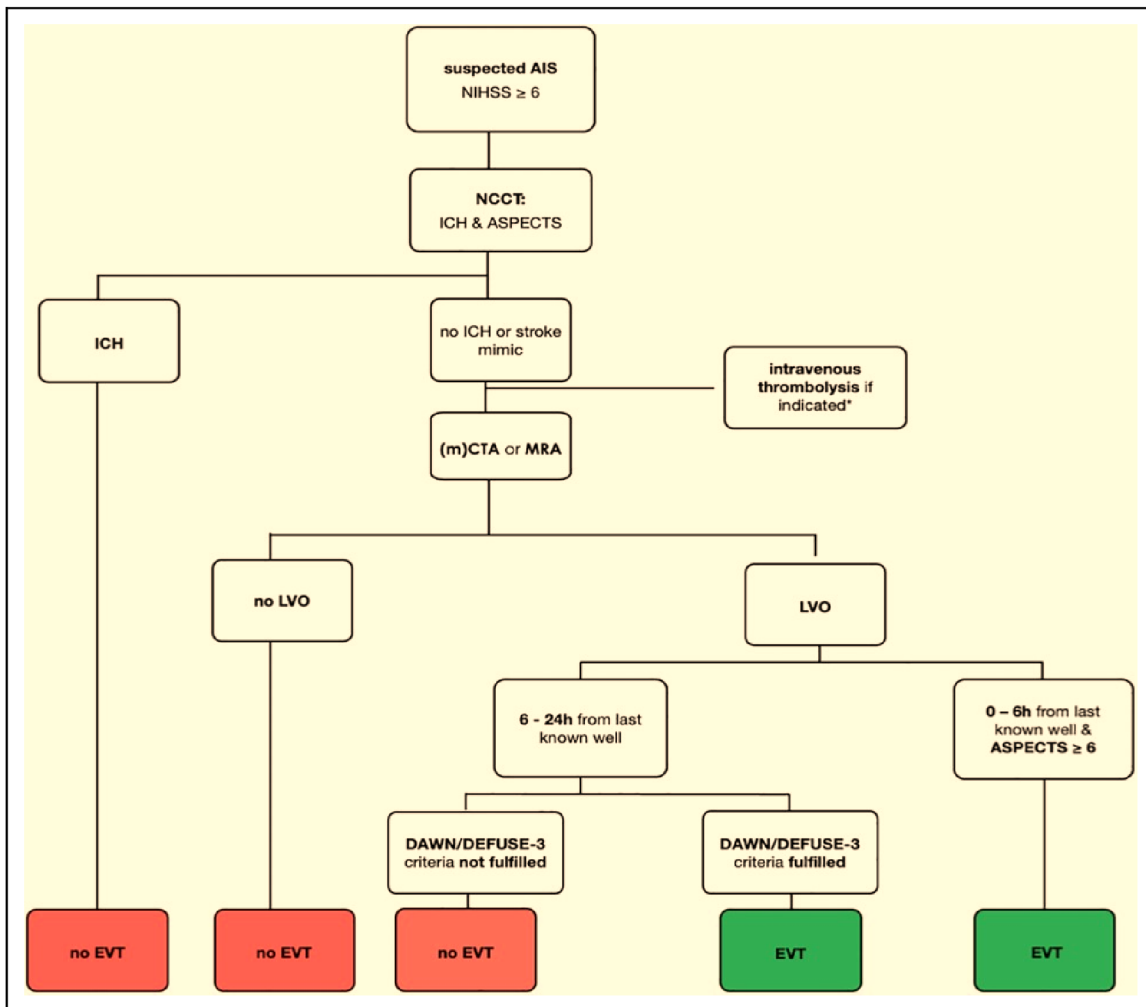 suspected AIS
NIHSS ≥ 6
NCCT:
ICH & ASPECTS
ICH
no ICH or stroke
mimic
intravenous
thrombolysis if
indicated*
(m)CTA or MRA
no LVO
LVO
6 - 24h from last
known well
0 – 6h from last
known well &
ASPECTS ≥ 6
DAWN/DEFUSE-3
criteria not fulfilled
DAWN/DEFUSE-3
criteria fulfilled
no EVT
no EVT
no EVT
EVT
EVT